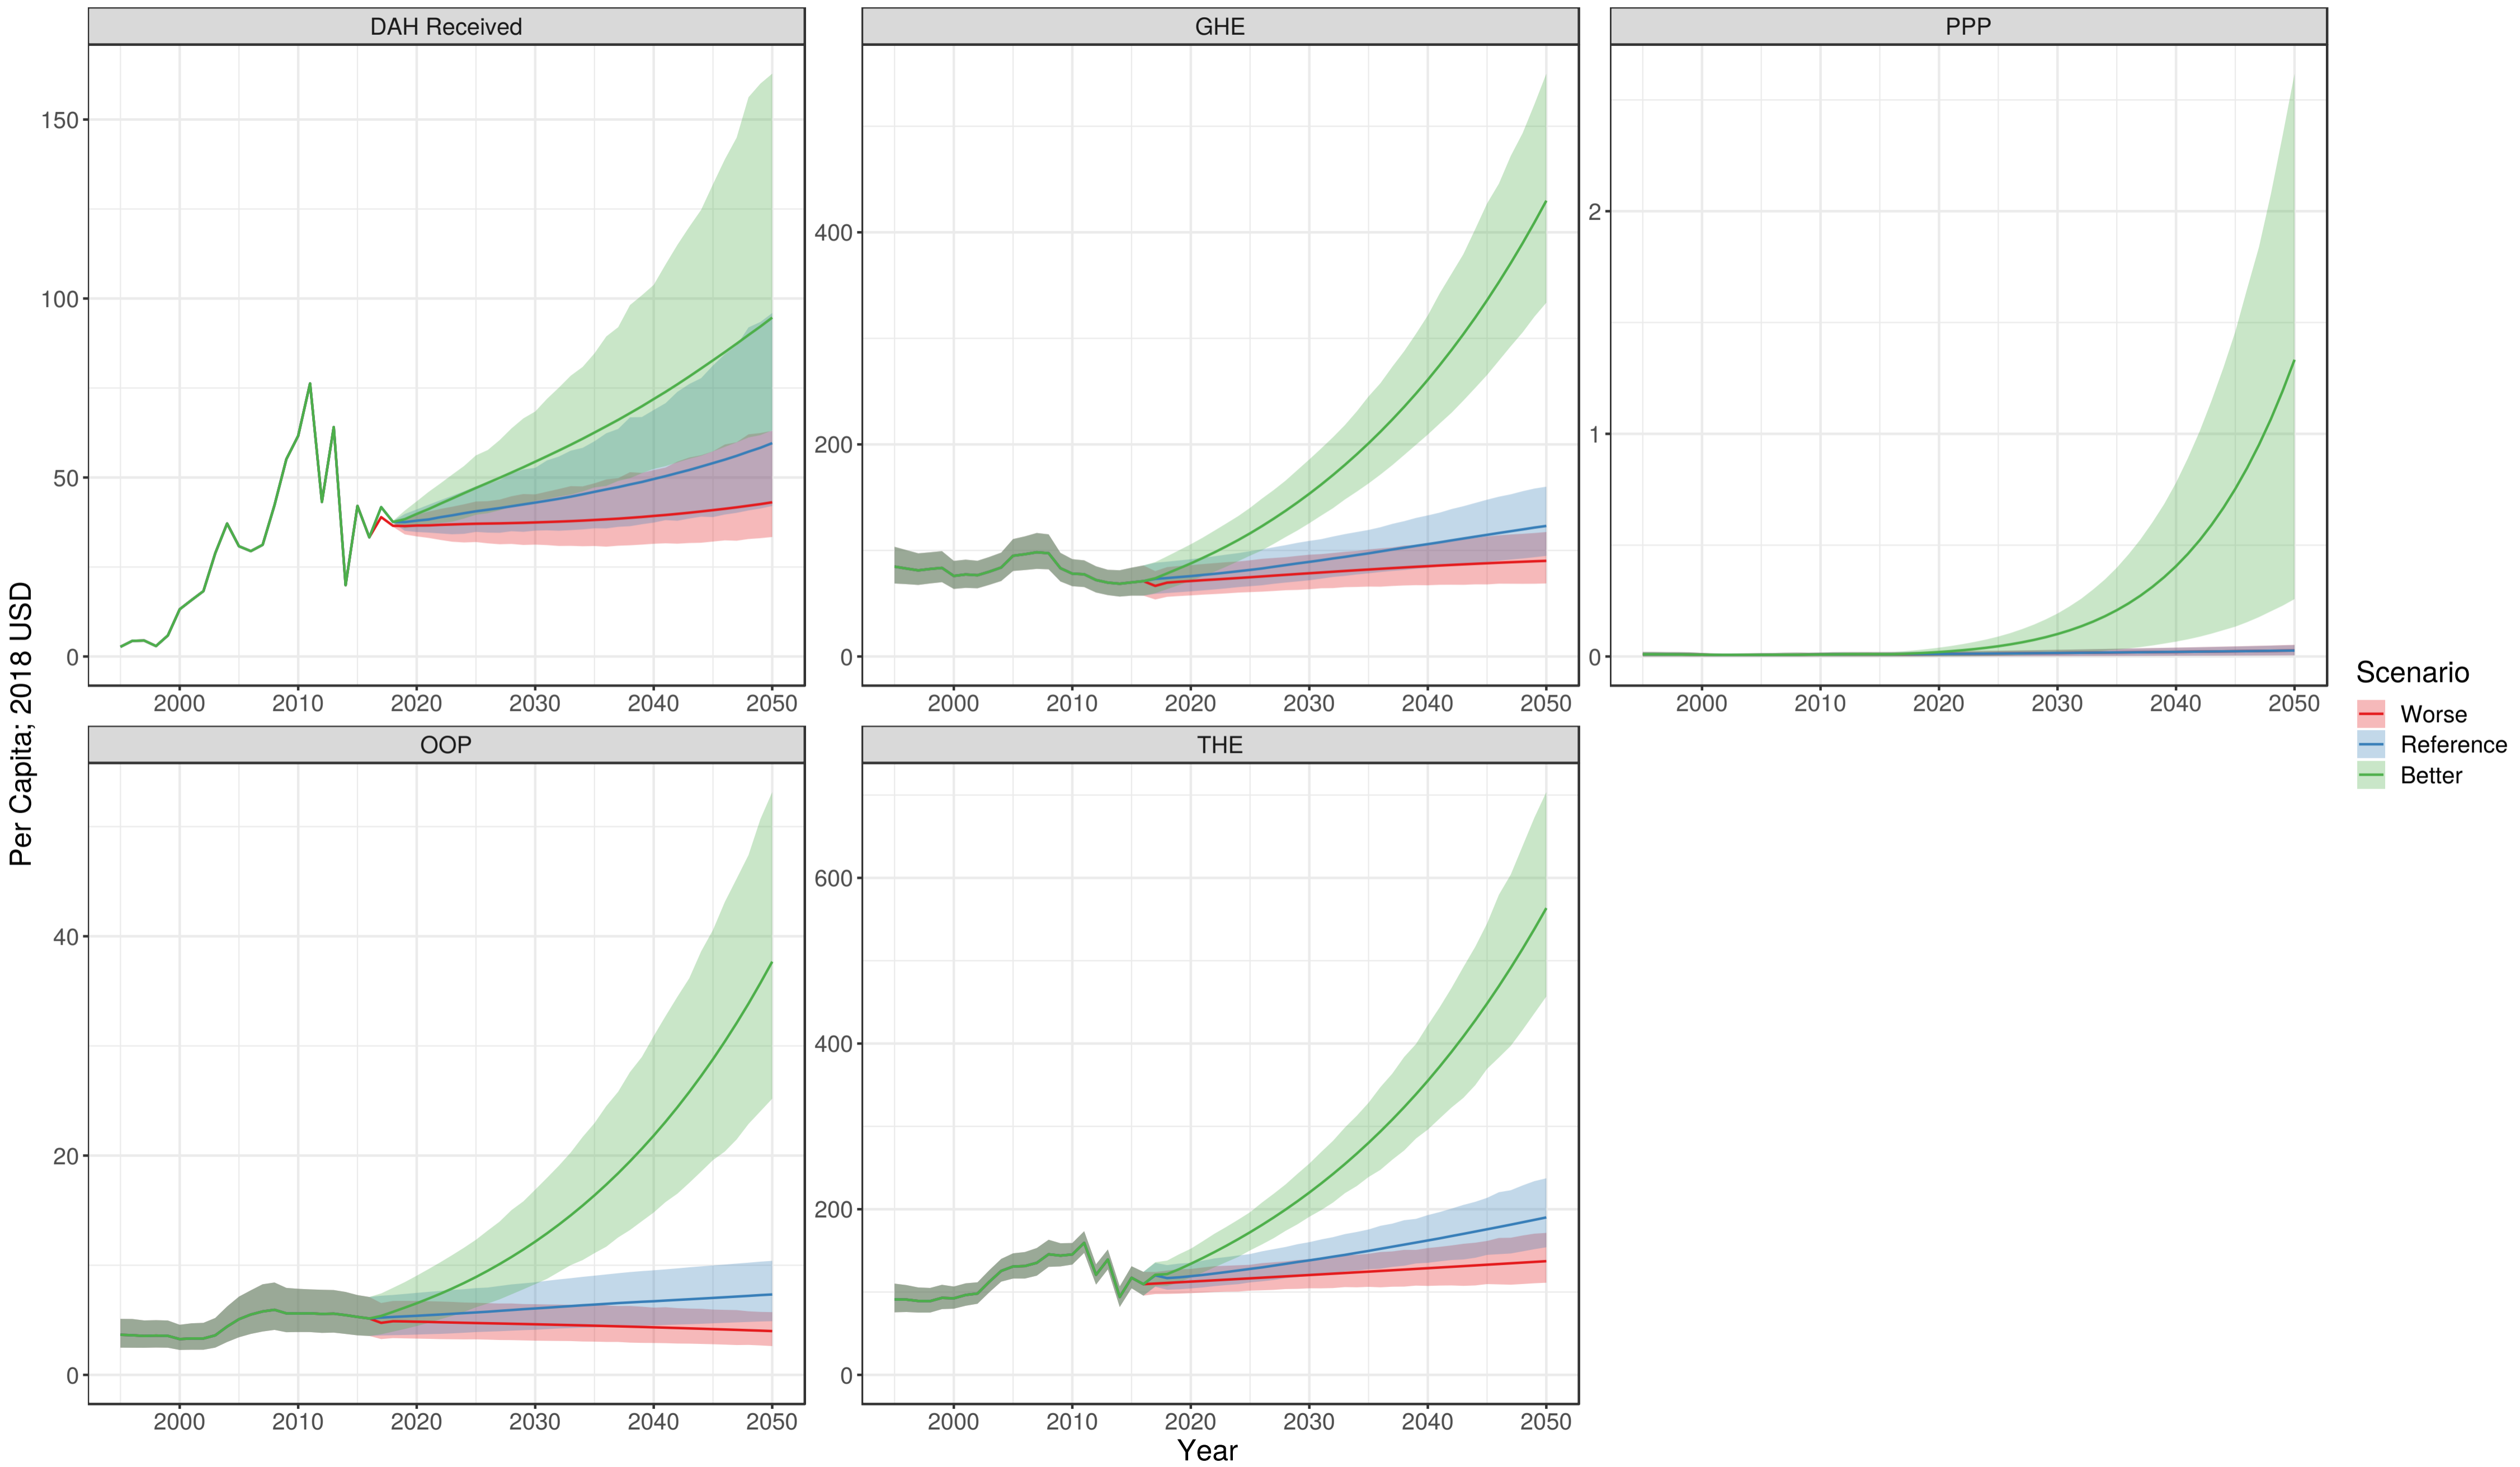 DAH Received
GHE
PPP
150
100
50
0
400
200
0
2
1
0
2000 2010 2020 2030 2040 2050
2000 2010 2020 2030 2040 2050
2000 2010 2020 2030 2040 2050
Per Capita; 2018 USD
OOP
THE
40
20
0
600
400
200
0
2000 2010 2020 2030 2040 2050
2000 2010 2020 2030 2040 2050
Year
Scenario
Worse
Reference
Better